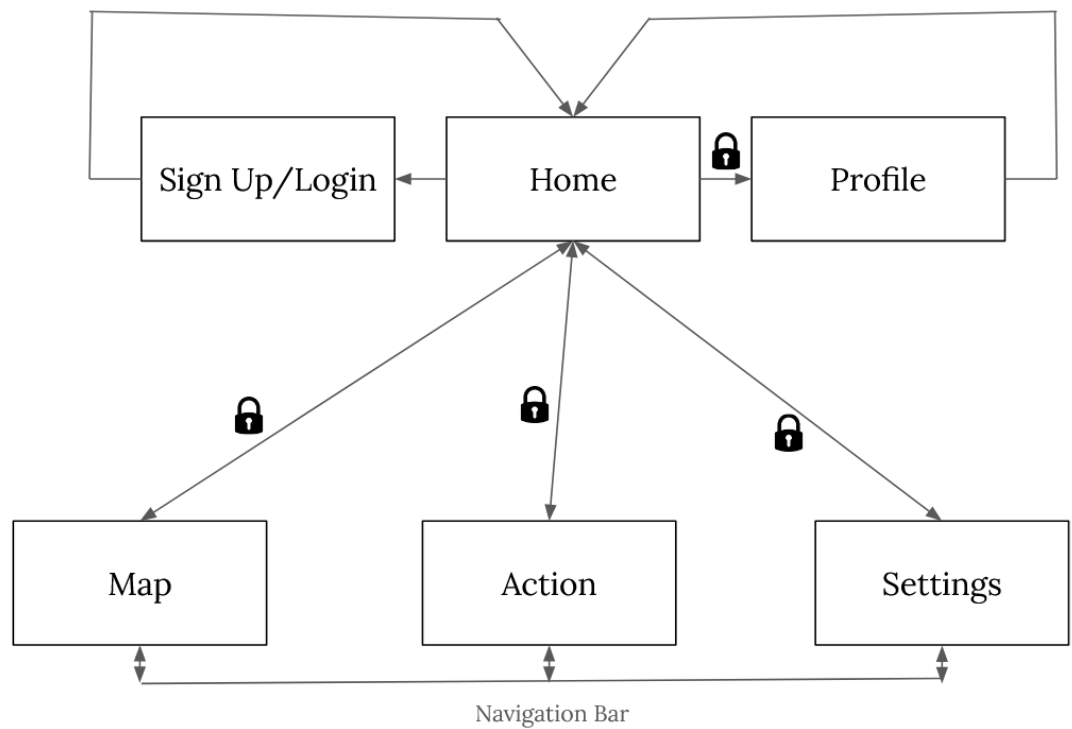 Sign Up/Login
Home
Profile
Map
Action
Settings
Navigation Bar